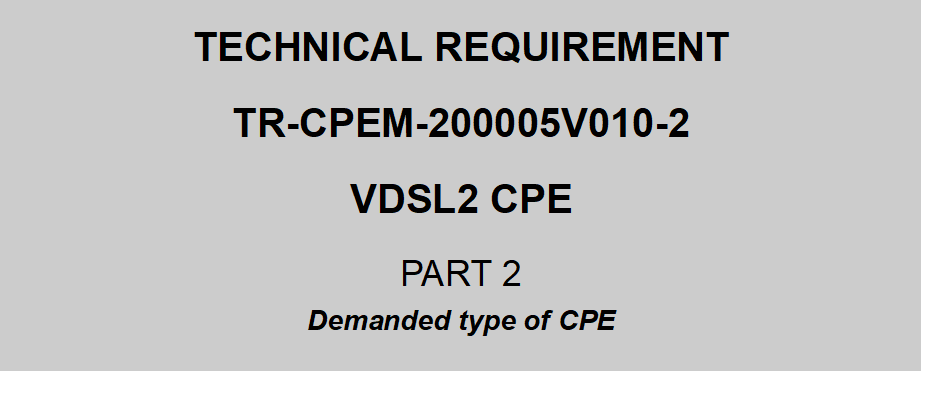 TECHNICAL REQUIREMENT
TR-CPEM-200005V010-2
VDSL2 CPE
PART 2
Demanded type of CPE